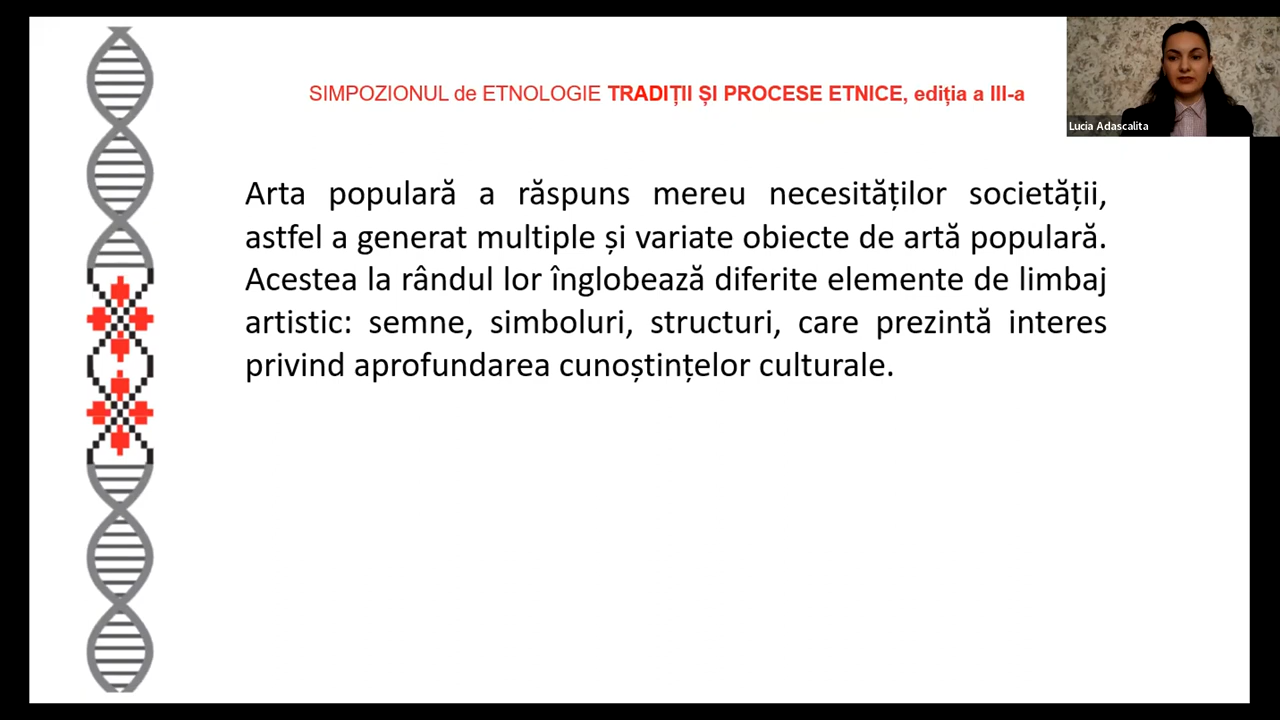 SIMPOZIONUL de ETNOLOGIE TRADIȚII ȘI PROCESE ETNICE, ediția a III-a
Lucia Adascalita
Arta populară a răspuns mereu necesităților societății,
astfel a generat multiple și variate obiecte de artă populară.
Acestea la rândul lor înglobează diferite elemente de limbaj
artistic: semne, simboluri, structuri, care prezintă interes
privind aprofundarea cunoștințelor culturale.